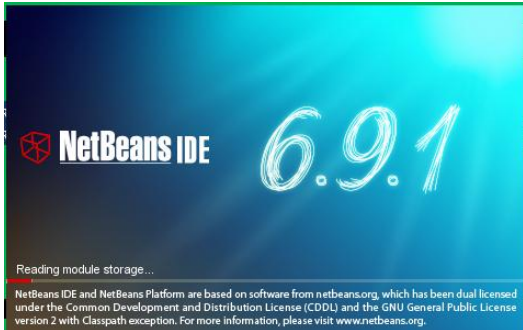 NetBeans IDE 6.9.1
Reading module storage...
NetBeans IDE and NetBeans Platform are based on software from netbeans.org, which has been dual licensed
under the Common Development and Distribution License (CDDL) and the GNU General Public License
version 2 with Classpath exception. For more information, please visit www.netbeans.org.